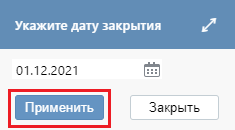 Укажите дату закрытия
01.12.2021
Применить Закрыть